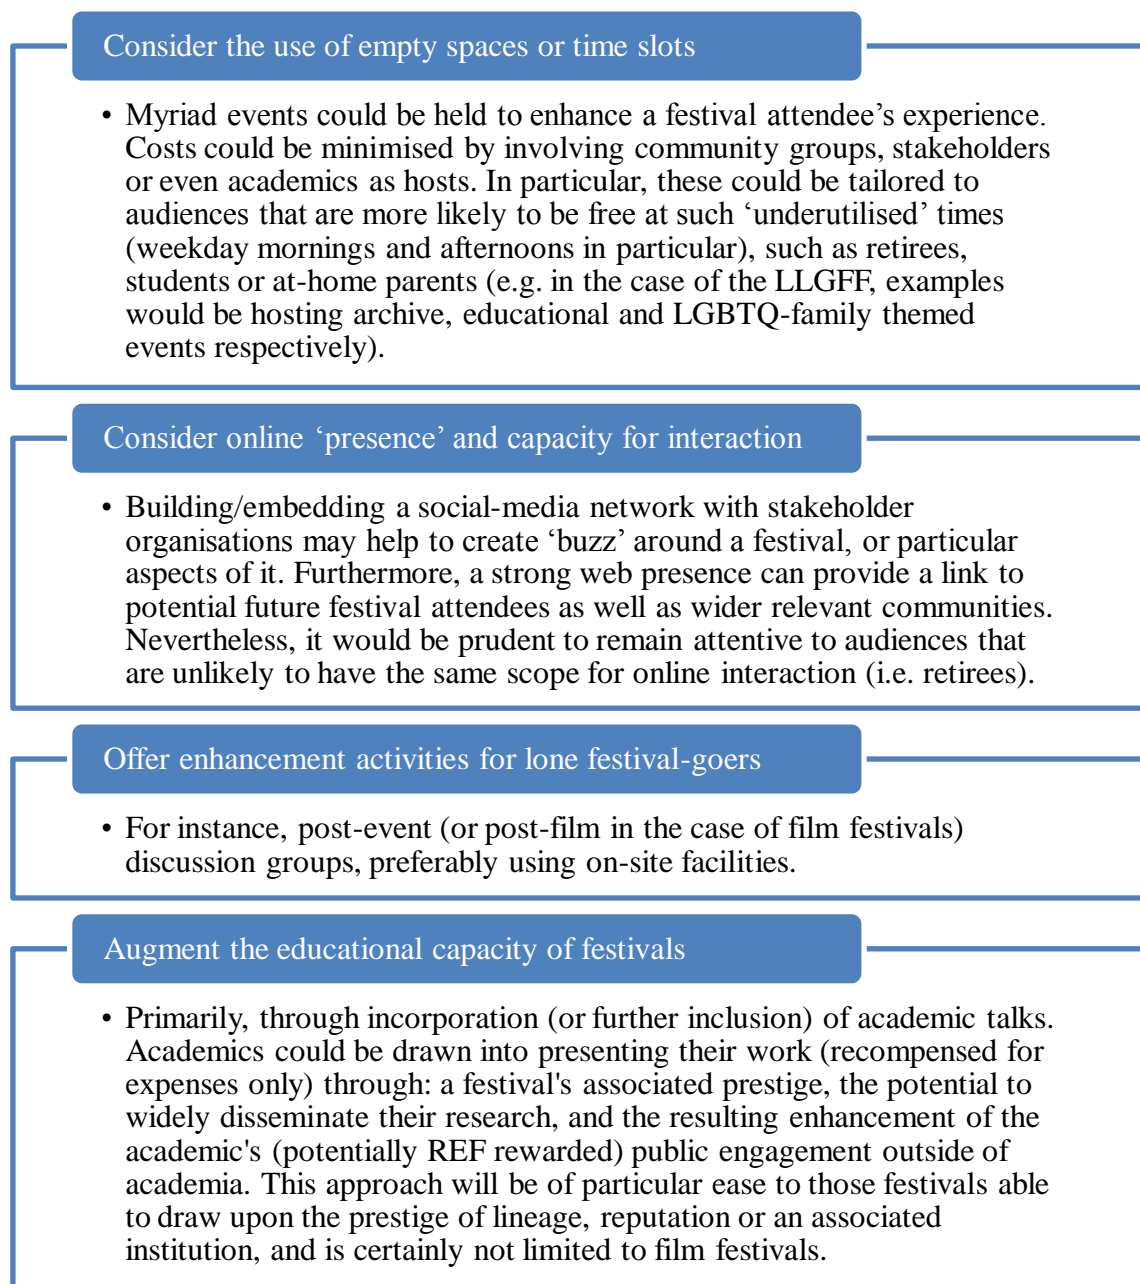 Consider the use of empty spaces or time slots
• Myriad events could be held to enhance a festival attendee’s experience.
Costs could be minimised by involving community groups, stakeholders
or even academics as hosts. In particular, these could be tailored to
audiences that are more likely to be free at such ‘underutilised’ times
(weekday mornings and afternoons in particular), such as retirees,
students or at-home parents (e.g. in the case of the LLGFF, examples
would be hosting archive, educational and LGBTQ-family themed
events respectively).
Consider online ‘presence’ and capacity for interaction
• Building/embedding a social-media network with stakeholder
organisations may help to create ‘buzz’ around a festival, or particular
aspects of it. Furthermore, a strong web presence can provide a link to
potential future festival attendees as well as wider relevant communities.
Nevertheless, it would be prudent to remain attentive to audiences that
are unlikely to have the same scope for online interaction (i.e. retirees).
Offer enhancement activities for lone festival-goers
• For instance, post-event (or post-film in the case of film festivals)
discussion groups, preferably using on-site facilities.
Augment the educational capacity of festivals
• Primarily, through incorporation (or further inclusion) of academic talks.
Academics could be drawn into presenting their work (recompensed for
expenses only) through: a festival's associated prestige, the potential to
widely disseminate their research, and the resulting enhancement of the
academic's (potentially REF rewarded) public engagement outside of
academia. This approach will be of particular ease to those festivals able
to draw upon the prestige of lineage, reputation or an associated
institution, and is certainly not limited to film festivals.